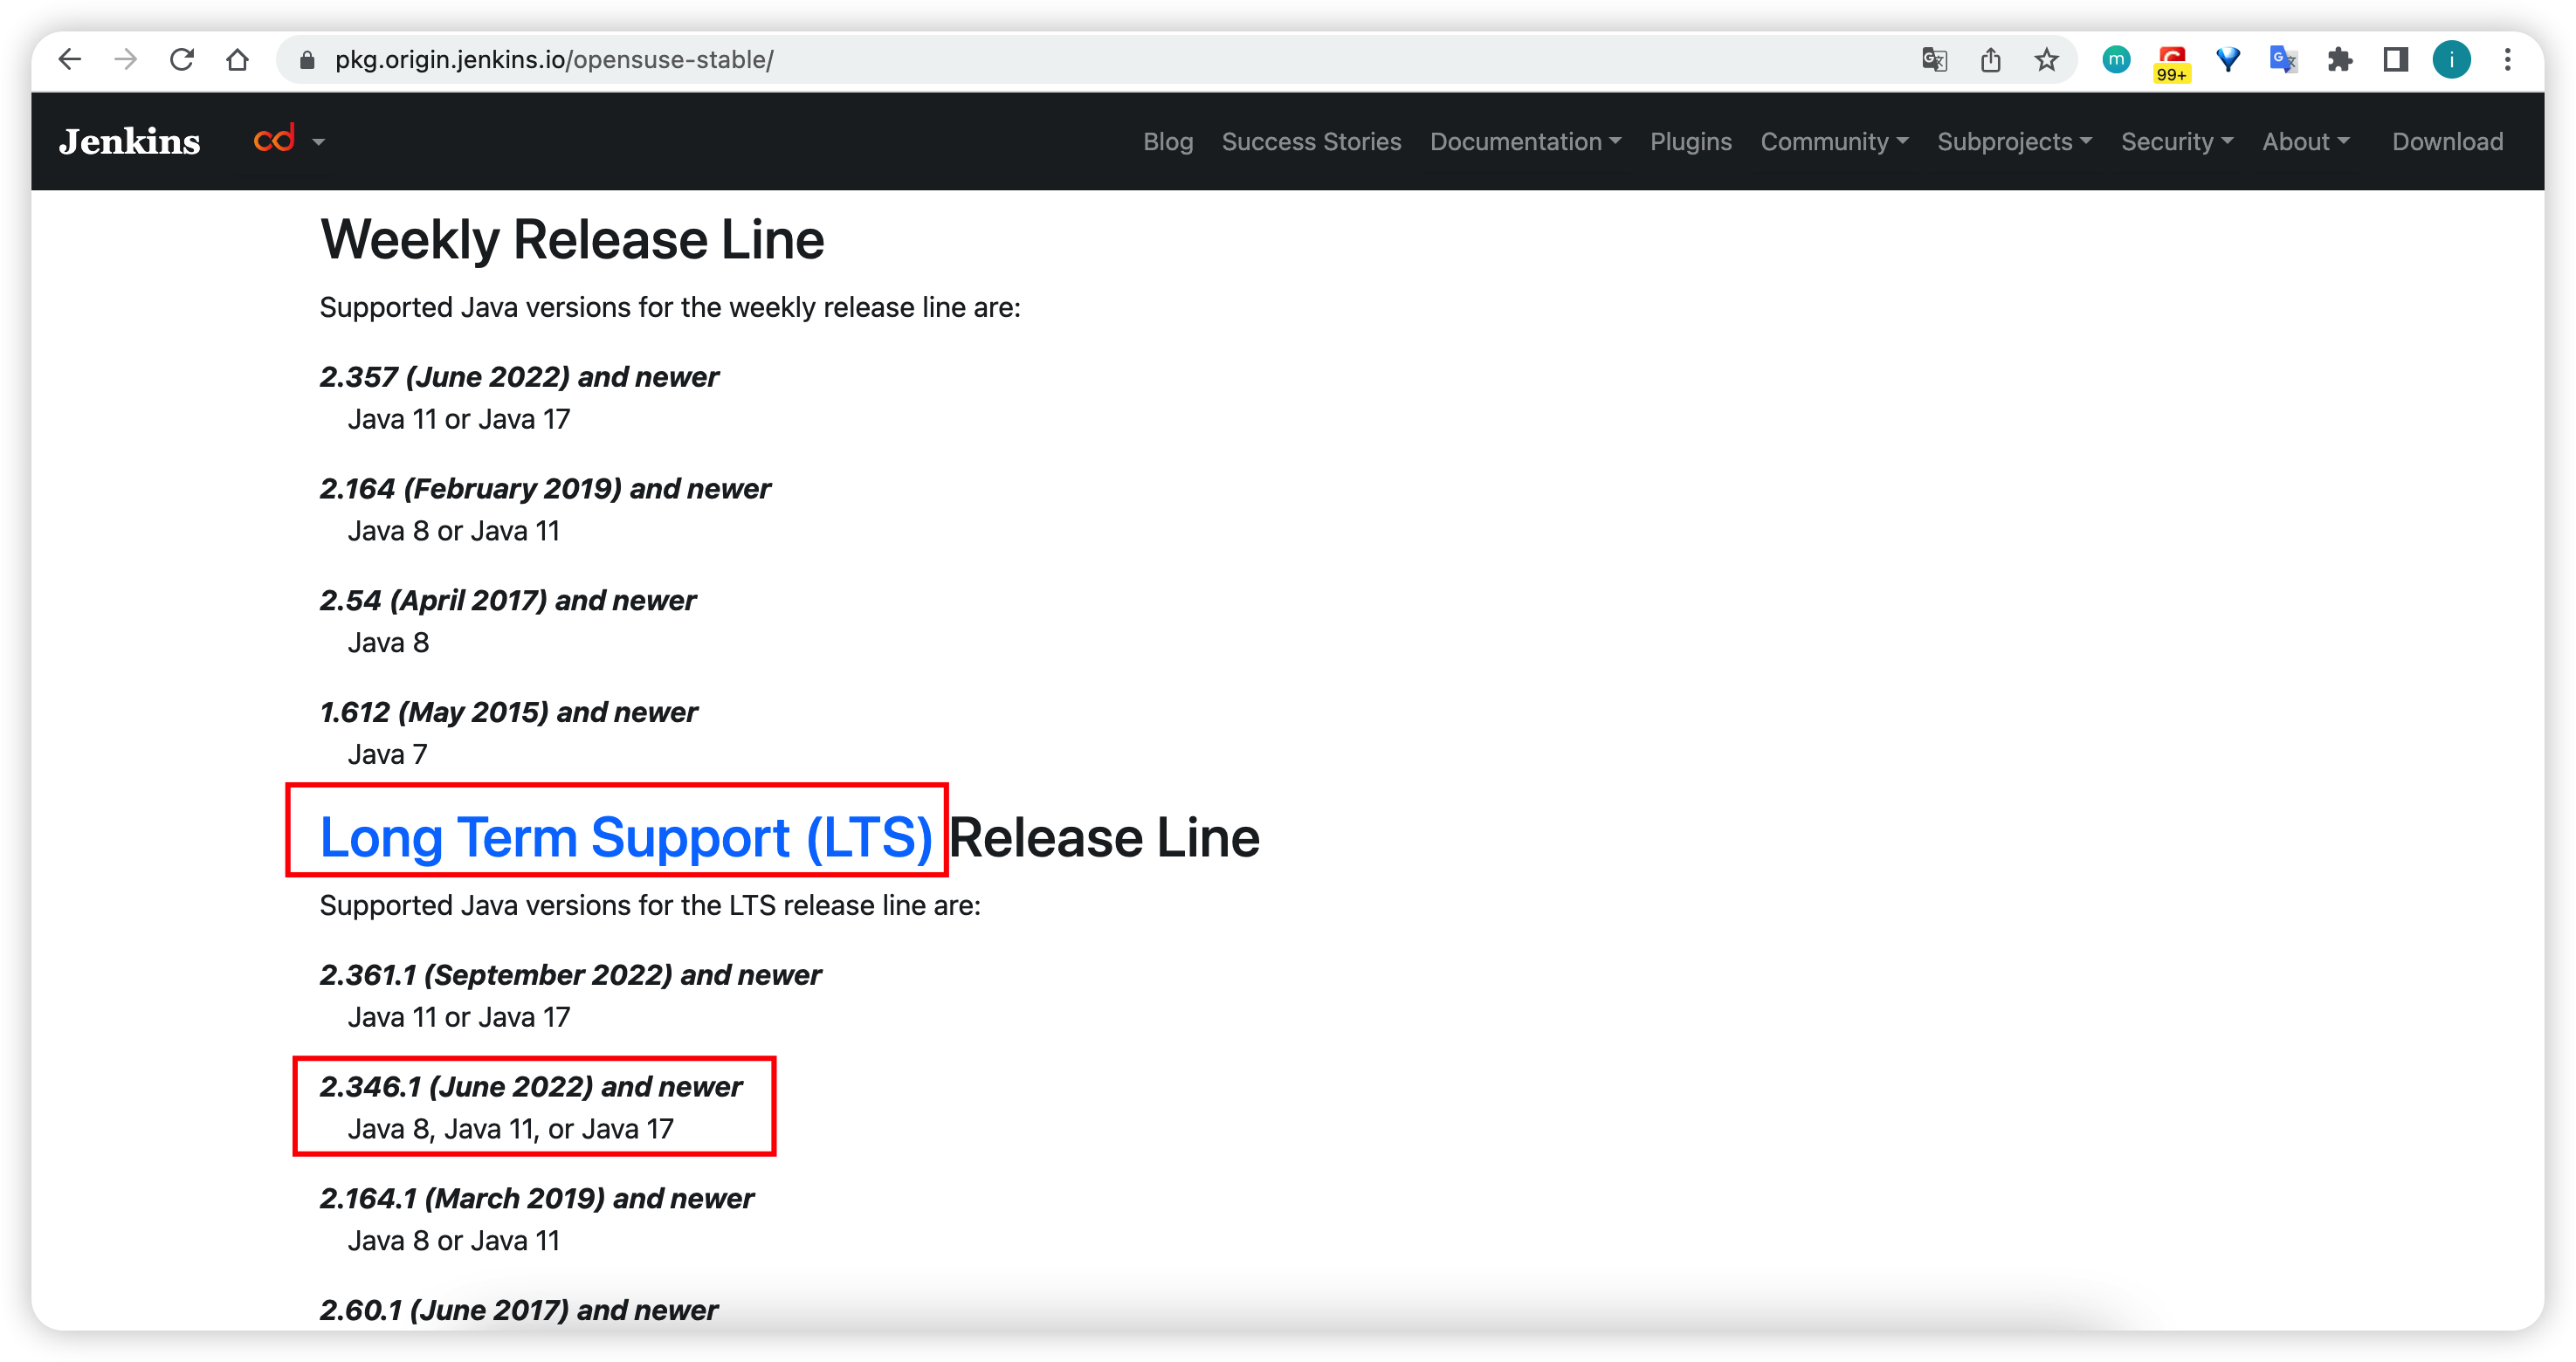 pkg.origin.jenkins.io/opensuse-stable/
m
99+
i
Jenkins
Blog Success Stories Documentation Plugins Community Subprojects Security About Download
Weekly Release Line
Supported Java versions for the weekly release line are:
2.357 (June 2022) and newer
Java 11 or Java 17
2.164 (February 2019) and newer
Java 8 or Java 11
2.54 (April 2017) and newer
Java 8
1.612 (May 2015) and newer
Java 7
Long Term Support (LTS) Release Line
Supported Java versions for the LTS release line are:
2.361.1 (September 2022) and newer
Java 11 or Java 17
2.346.1 (June 2022) and newer
Java 8, Java 11, or Java 17
2.164.1 (March 2019) and newer
Java 8 or Java 11
2.60.1 (June 2017) and newer